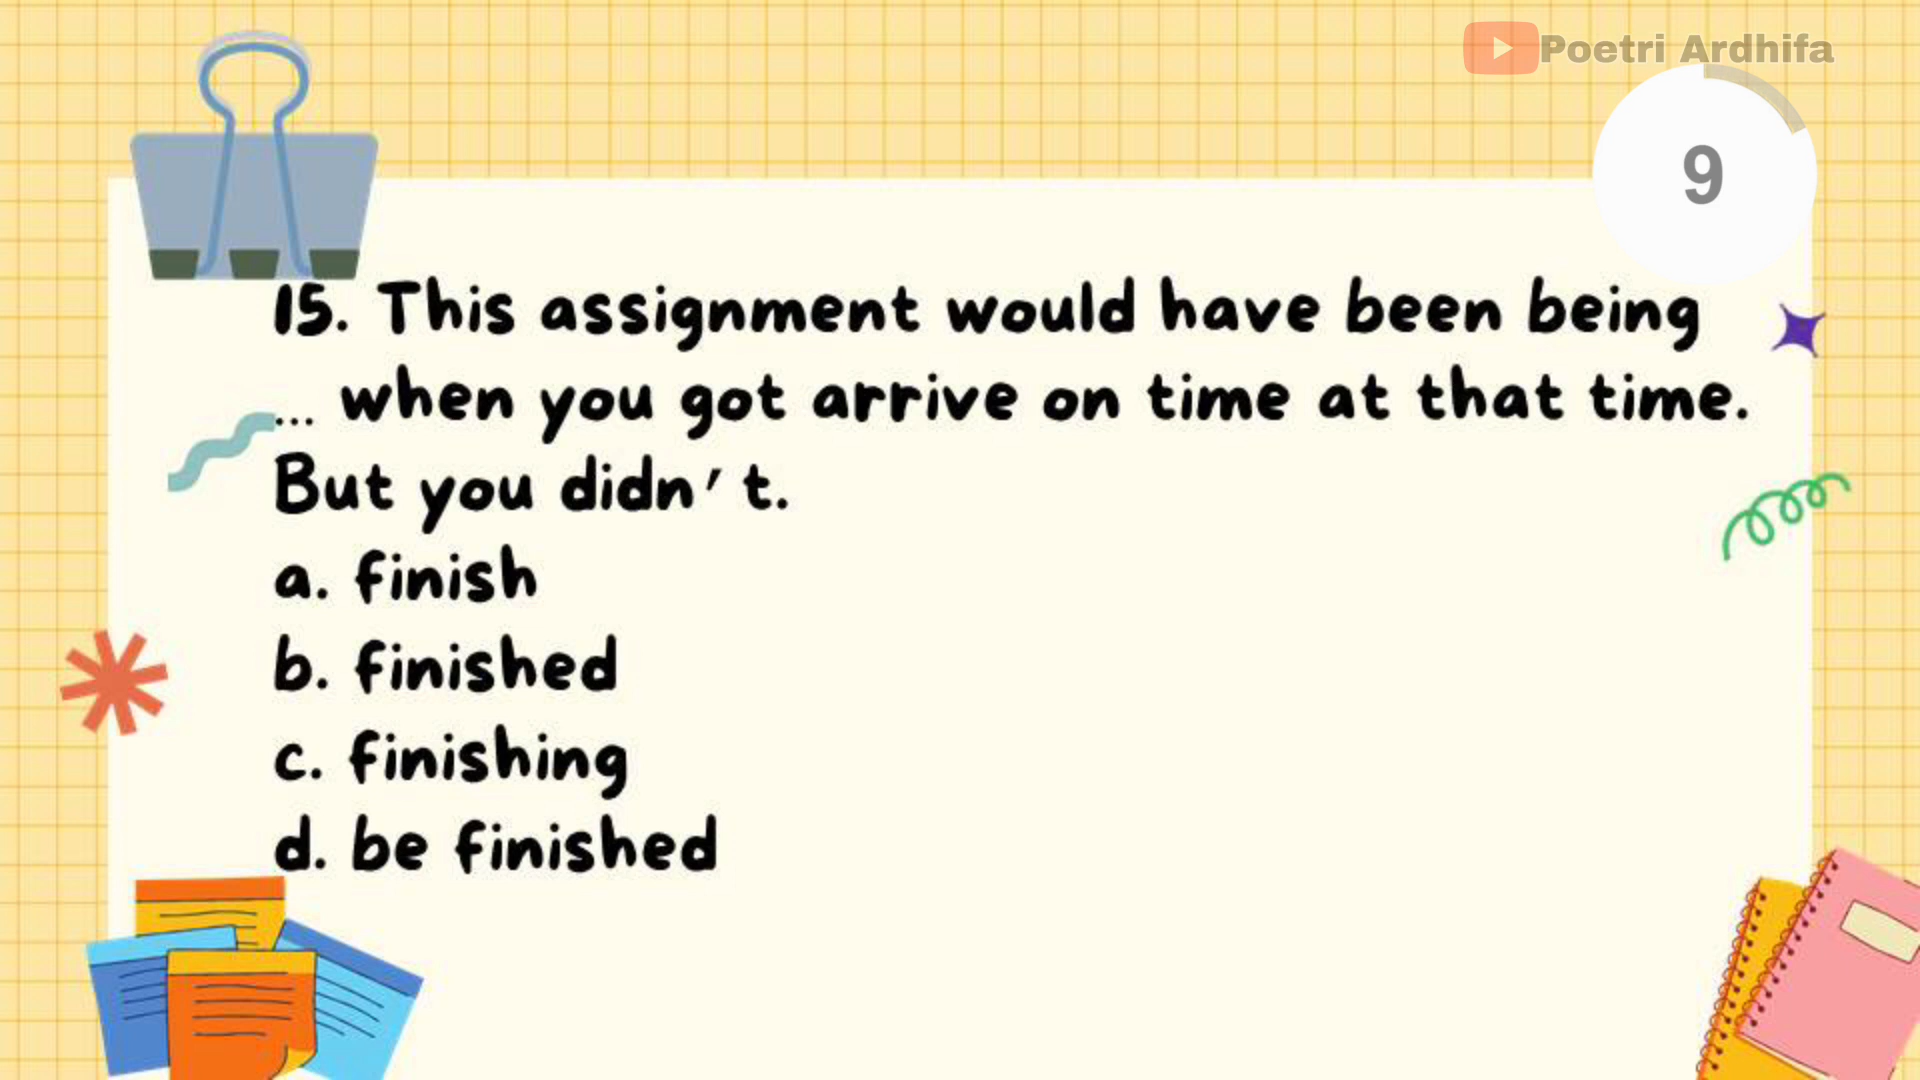 Poetri Ardhifa
9
15. This assignment would have been being
... when you got arrive on time at that time.
But you didn't.
a. finish
b. finished
c. finishing
d. be finished